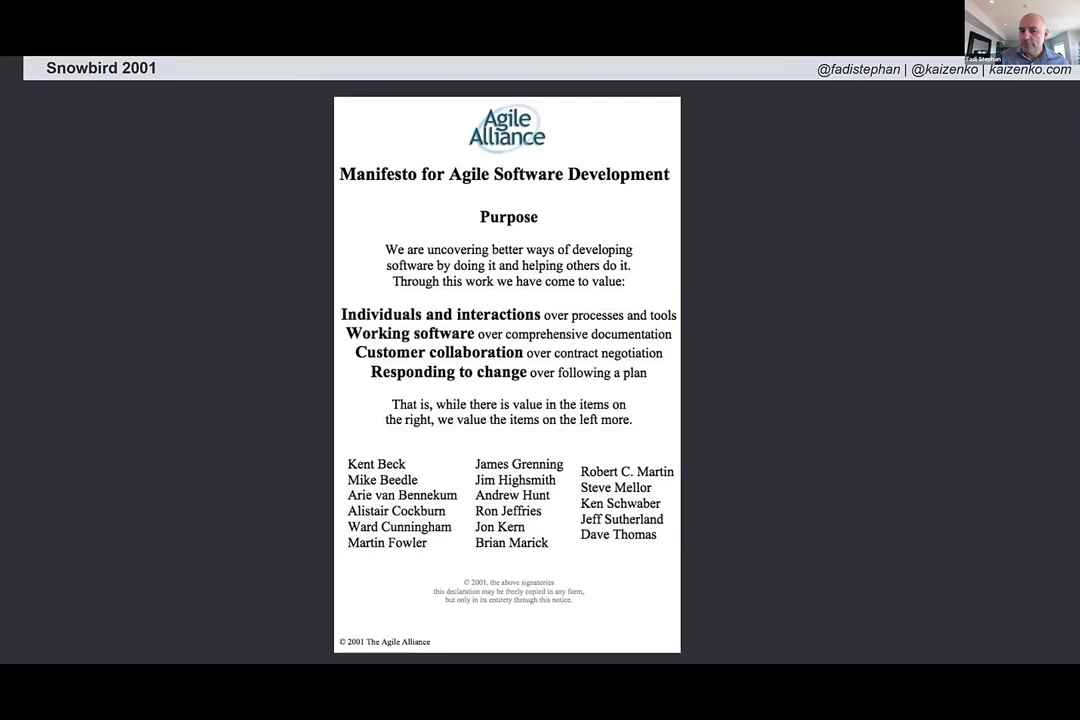 Snowbird 2001
@fadistephan | @kaizenko | kaizenko.com
Fadi Stephan
Agile
Alliance
Manifesto for Agile Software Development
Purpose
We are uncovering better ways of developing
software by doing it and helping others do it.
Through this work we have come to value:
Individuals and interactions over processes and tools
Working software over comprehensive documentation
Customer collaboration over contract negotiation
Responding to change over following a plan
That is, while there is value in the items on
the right, we value the items on the left more.
Kent Beck
Mike Beedle
Arie van Bennekum
Alistair Cockburn
Ward Cunningham
Martin Fowler
James Grenning
Jim Highsmith
Andrew Hunt
Ron Jeffries
Jon Kern
Brian Marick
Robert C. Martin
Steve Mellor
Ken Schwaber
Jeff Sutherland
Dave Thomas
© 2001, the above signatories
this declaration may be freely copied in any form,
but only in its entirety through this notice.
© 2001 The Agile Alliance